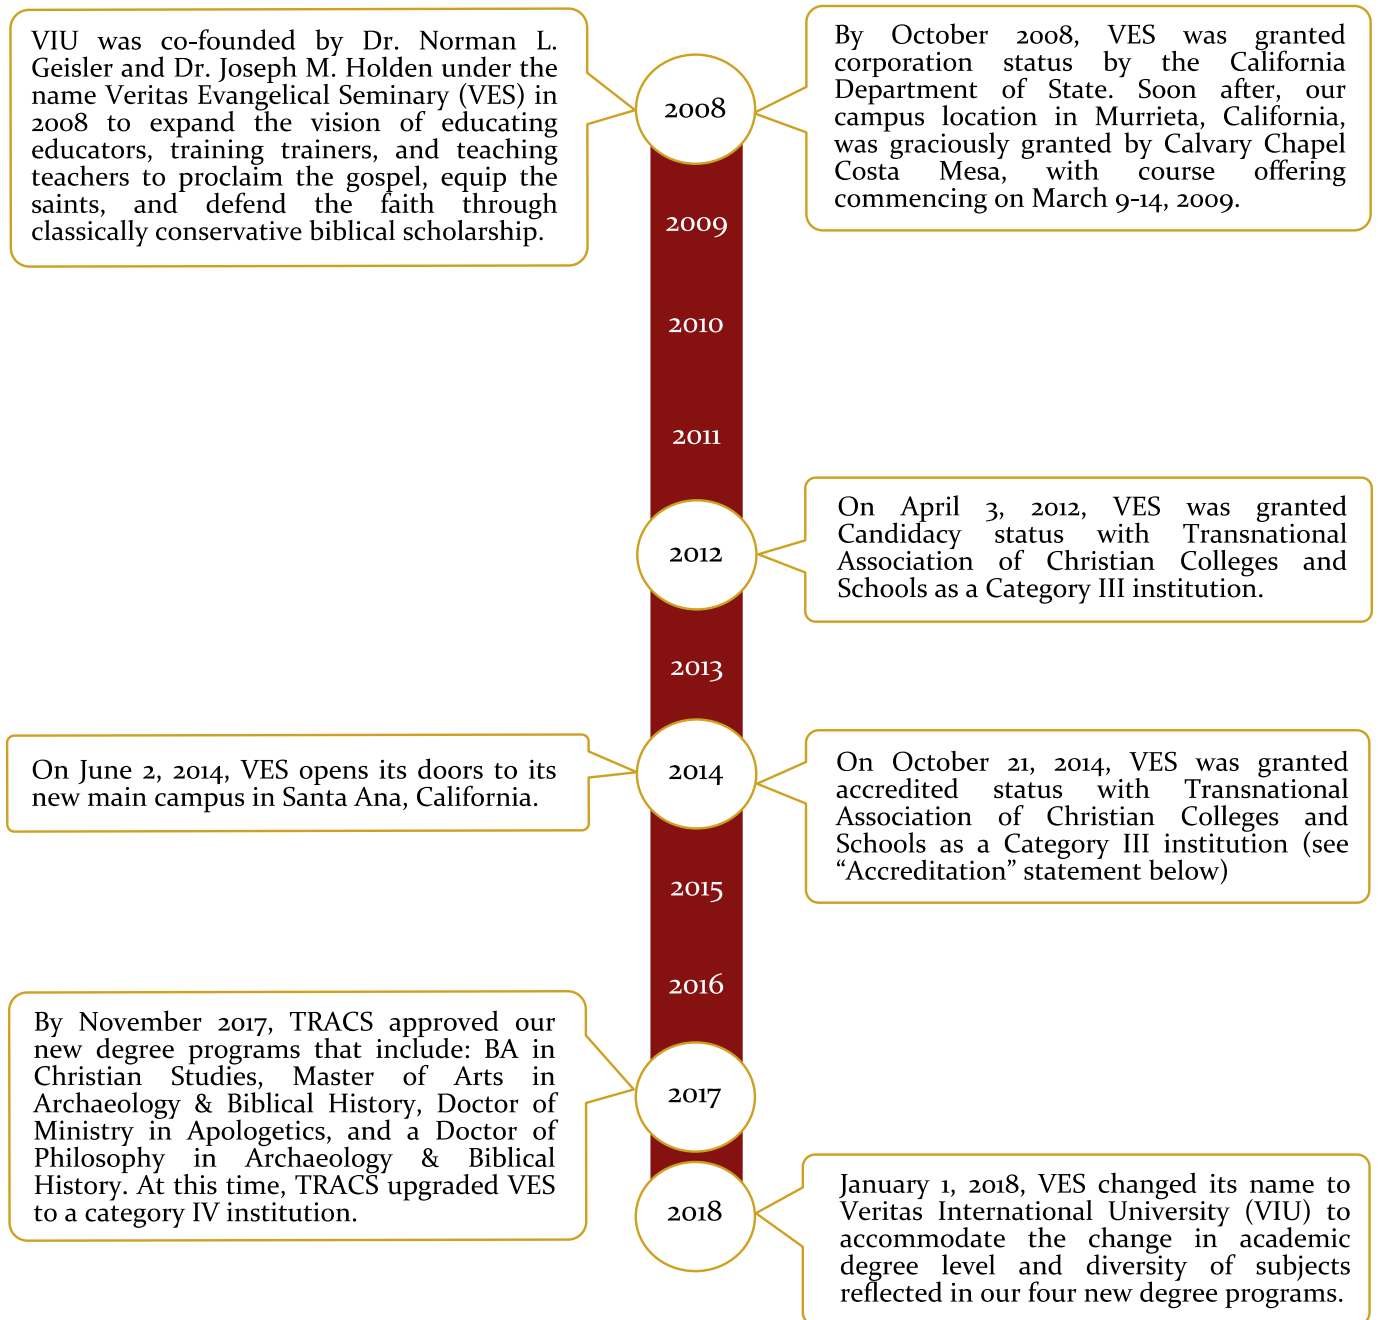 VIU was co-founded by Dr. Norman L.
Geisler and Dr. Joseph M. Holden under the
name Veritas Evangelical Seminary (VES) in
2008 to expand the vision of educating
educators, training trainers, and teaching
teachers to proclaim the gospel, equip the
saints, and defend the faith through
classically conservative biblical scholarship.
2008
By October 2008, VES was granted
corporation status by the California
Department of State. Soon after, our
campus location in Murrieta, California,
was graciously granted by Calvary Chapel
Costa Mesa, with course offering
commencing on March 9-14, 2009.
2009
2010
2011
2012
On April 3, 2012, VES was granted
Candidacy status with Transnational
Association of Christian Colleges and
Schools as a Category III institution.
2013
On June 2, 2014, VES opens its doors to its
new main campus in Santa Ana, California.
2014
On October 21, 2014, VES was granted
accredited status with Transnational
Association of Christian Colleges and
Schools as a Category III institution (see
“Accreditation” statement below)
2015
2016
By November 2017, TRACS approved our
new degree programs that include: BA in
Christian Studies, Master of Arts in
Archaeology & Biblical History, Doctor of
Ministry in Apologetics, and a Doctor of
Philosophy in Archaeology & Biblical
History. At this time, TRACS upgraded VES
to a category IV institution.
2017
2018
January 1, 2018, VES changed its name to
Veritas International University (VIU) to
accommodate the change in academic
degree level and diversity of subjects
reflected in our four new degree programs.